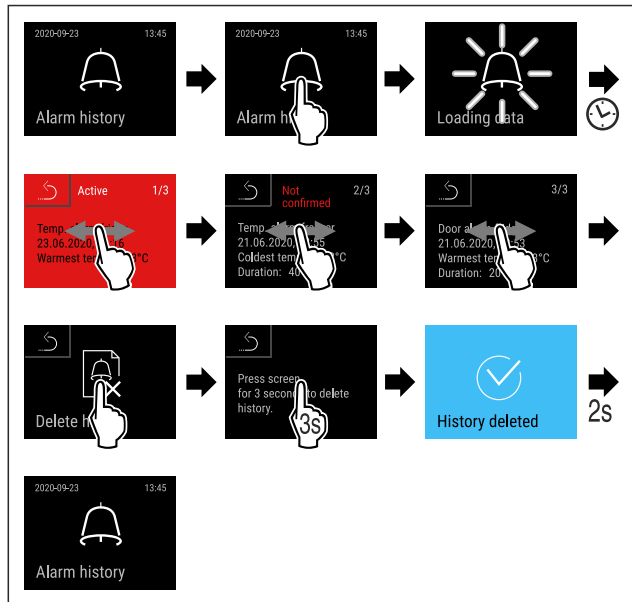 2020-09-23 13:45
Alarm history
2020-09-23 13:45
Alarm h
Loading data
Active 1/3
Temp.
23.06.2020,
Warmest te °C
Not
confirmed
2/3
Temp.
21.06.2020, 55
Coldest tem °C
Duration: 40
3/3
Door al
21.06.2020, 53
Warmest te °C
Duration: 20
Delete h
Press screen
for 3 seconds to delete
history.
3s
History deleted
2s
2020-09-23 13:45
Alarm history